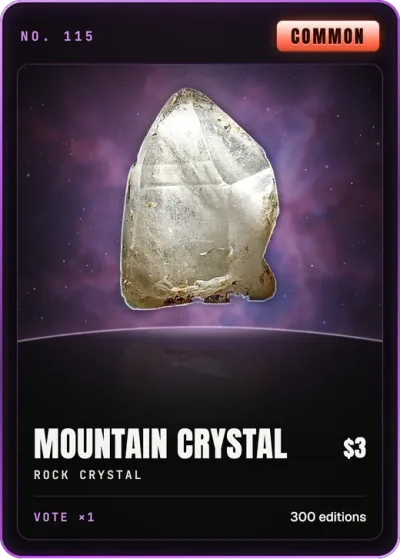 NO. 115
COMMON
MOUNTAIN CRYSTAL
$3
ROCK CRYSTAL
VOTE ×1
300 editions